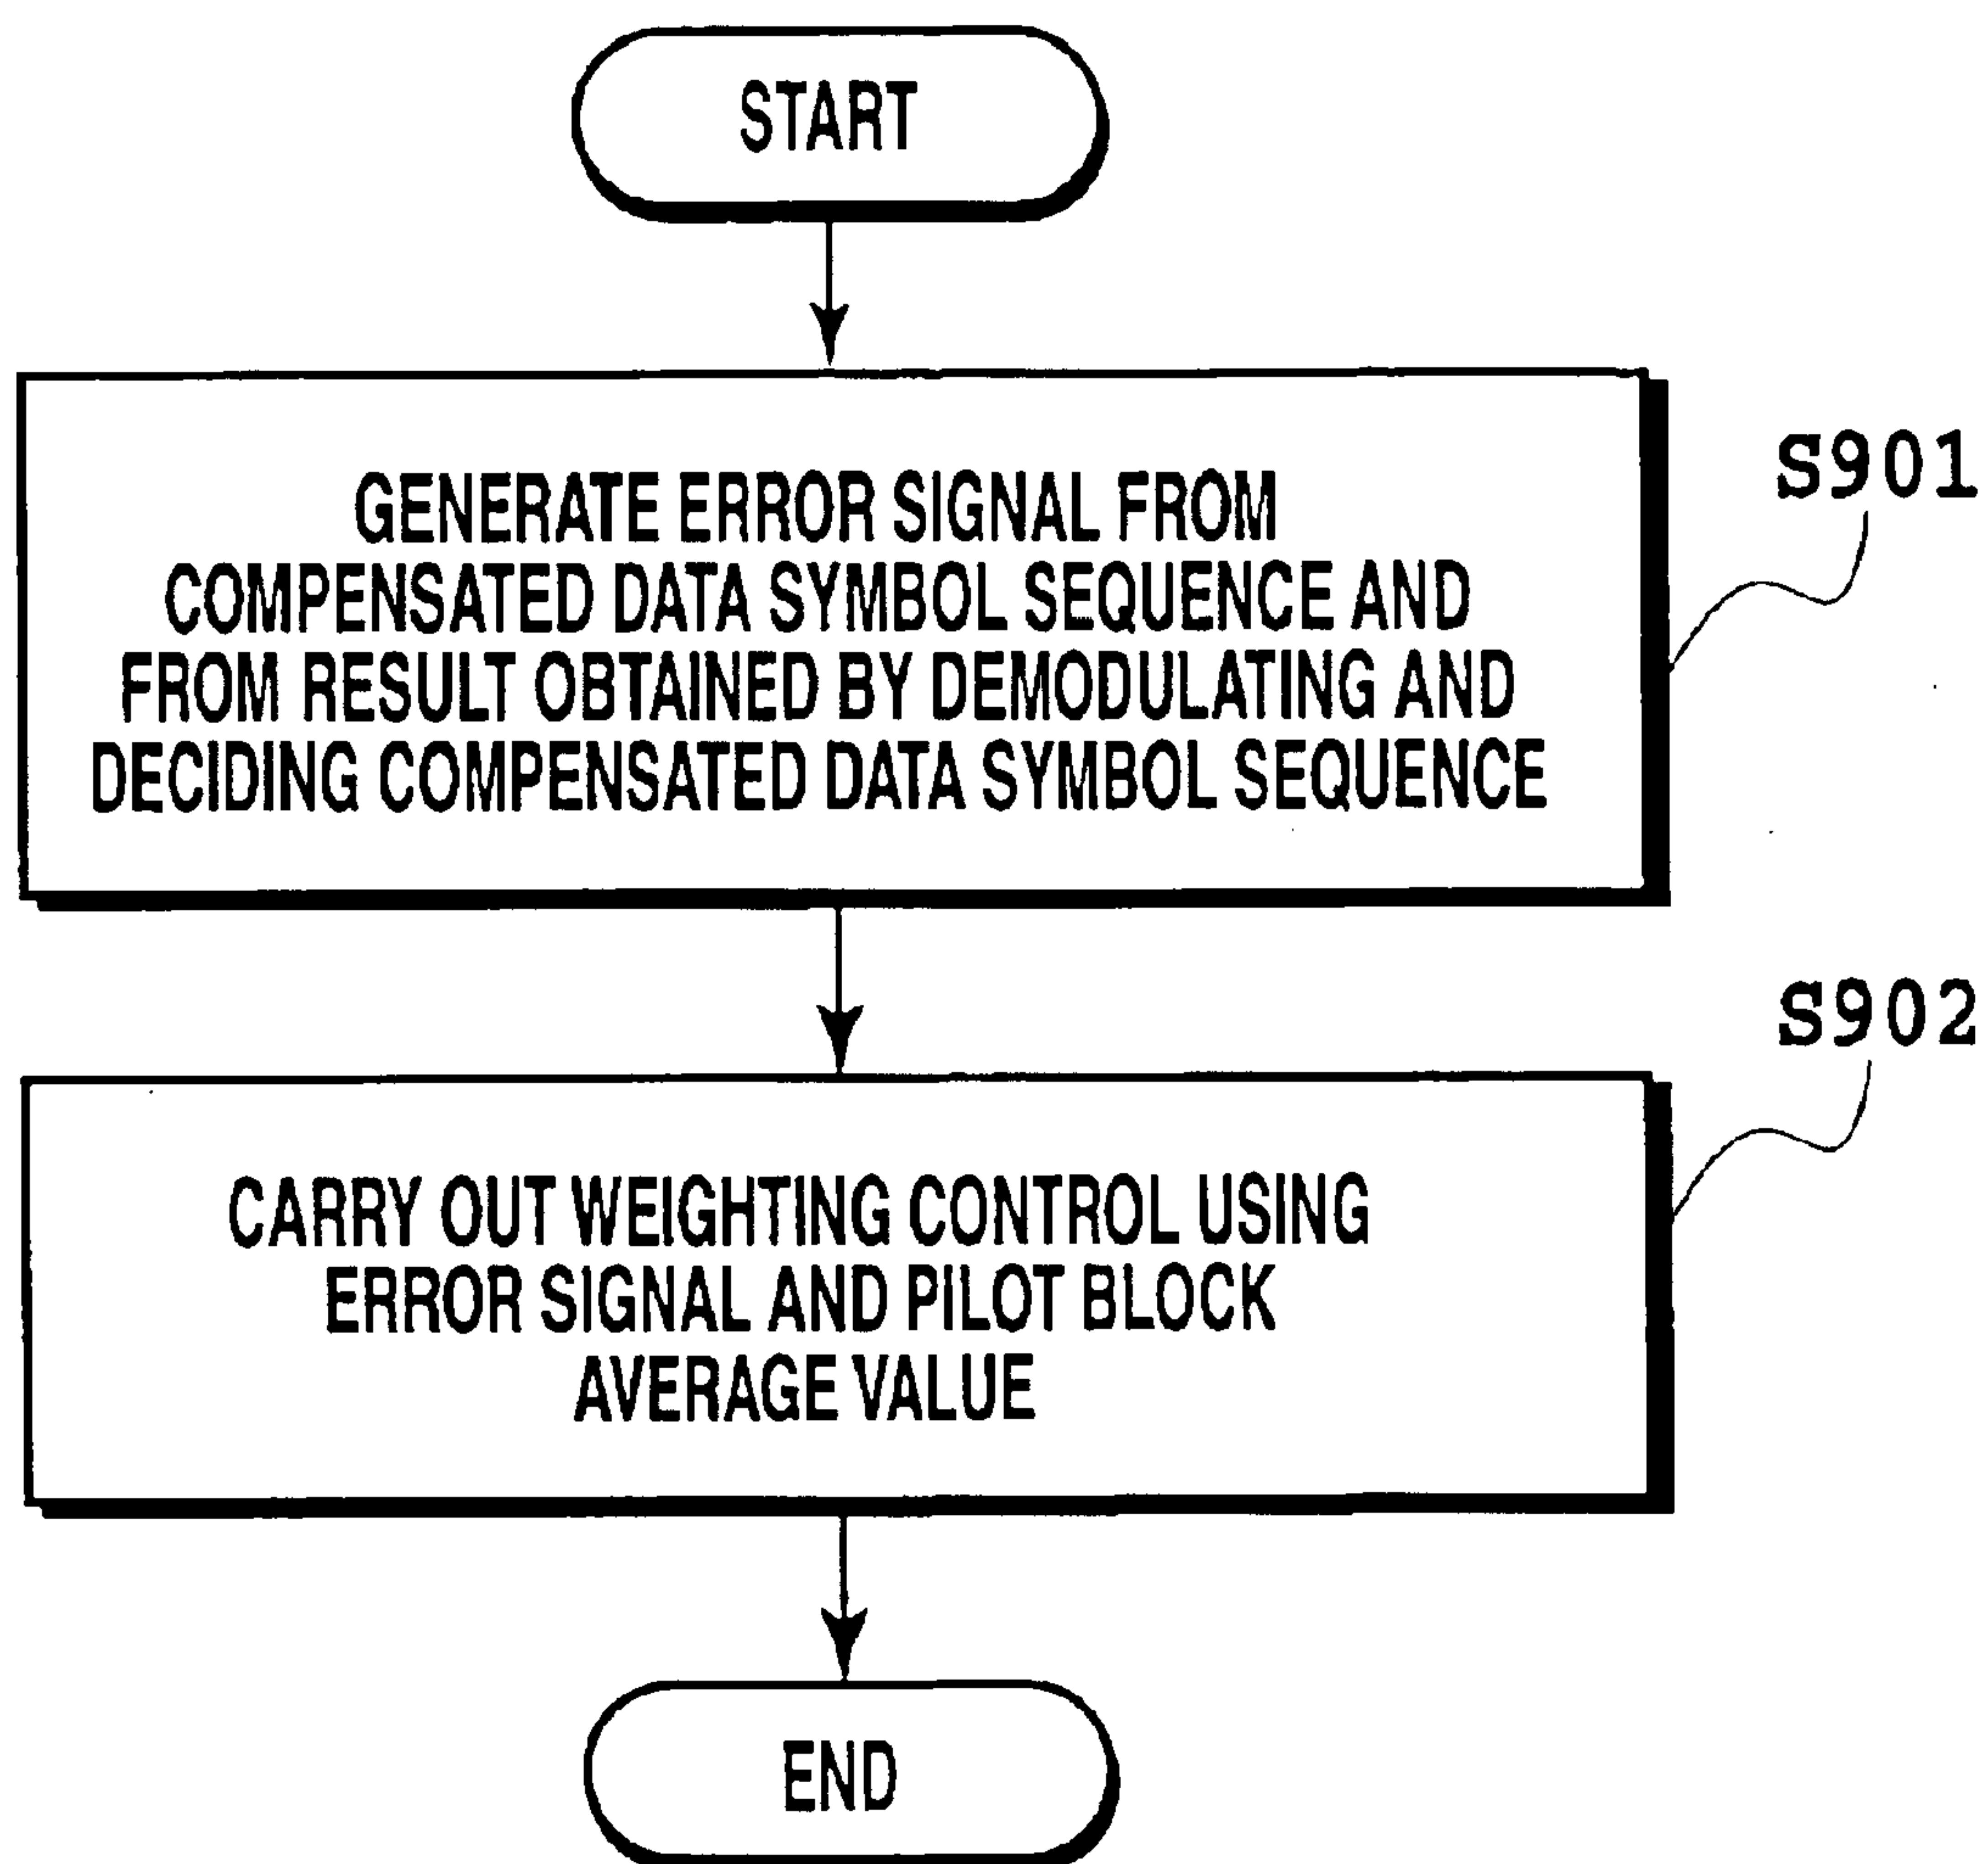 START
GENERATE ERROR SIGNAL FROM
COMPENSATED DATA SYMBOL SEQUENCE AND
FROM RESULT OBTAINED BY DEMODULATING AND
DECIDING COMPENSATED DATA SYMBOL SEQUENCE
S901
CARRY OUT WEIGHTING CONTROL USING
ERROR SIGNAL AND PILOT BLOCK
AVERAGE VALUE
S902
END